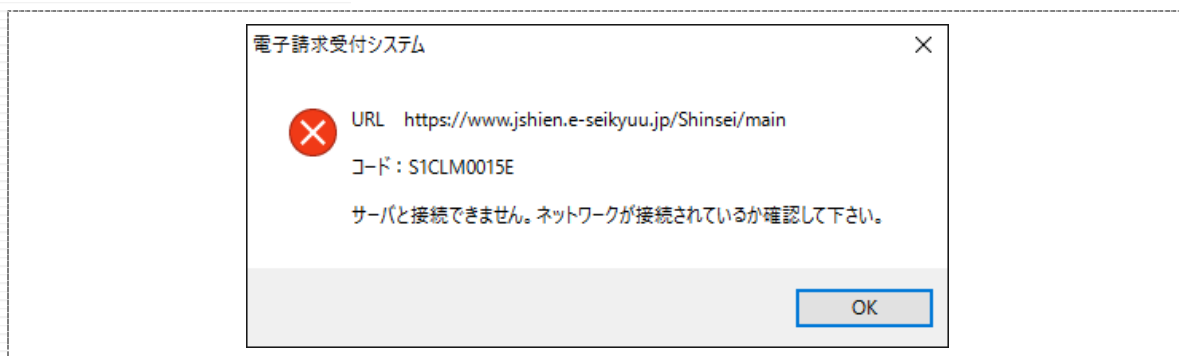 電子請求受付システム
URL https://www.jshien.e-seikyuu.jp/Shinsei/main
コード：S1CLM0015E
サーバと接続できません。ネットワークが接続されているか確認して下さい。
OK